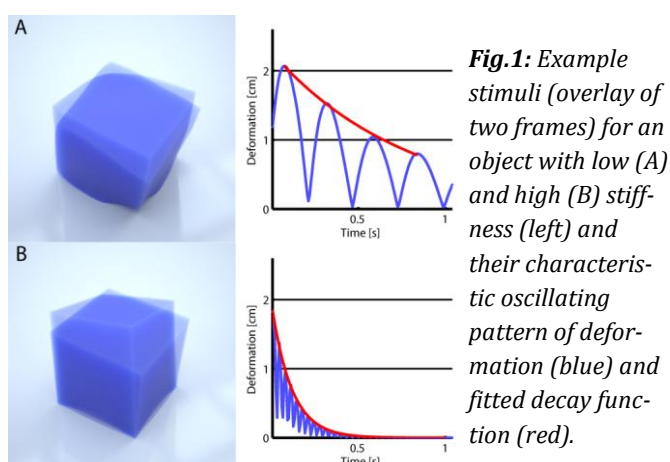 A
Deformation [cm]
2
1
0
0.5
1
Time [s]
B
Deformation [cm]
2
1
0
0.5
1
Time [s]
Fig.1: Example
stimuli (overlay of
two frames) for an
object with low (A)
and high (B) stiff-
ness (left) and
their characteris-
tic oscillating
pattern of defor-
mation (blue) and
fitted decay func-
tion (red).